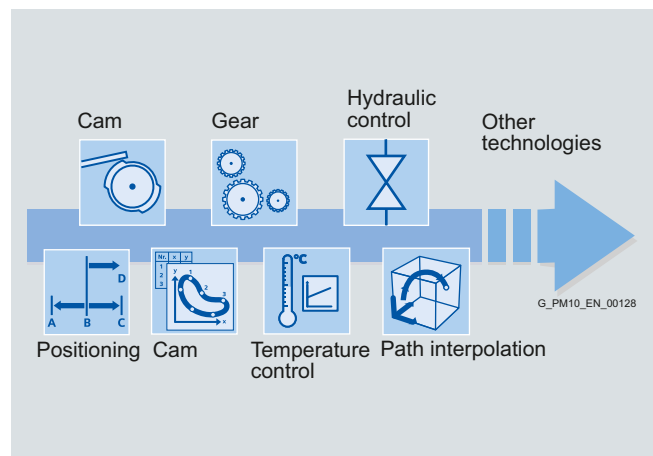 Cam
Gear
Hydraulic
control
Other
technologies
°C
Nr. x y
1
2
3
y
1
2
3
x
D
A B C
G_PM10_EN_00128
Positioning
Cam
Temperature
control
Path interpolation